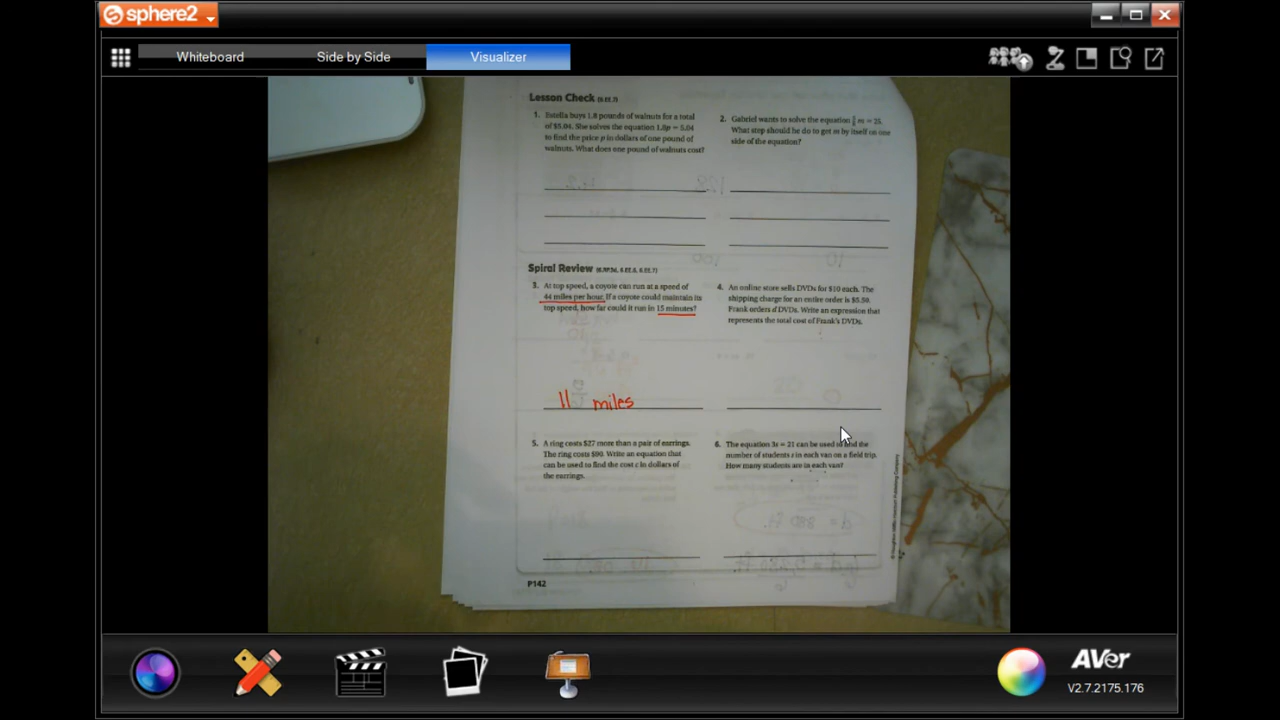 sphere2
Whiteboard
Side by Side
Visualizer
Lesson Check
1. Estella buys 1.8 pounds of walnuts for a total
of $5.04. She solves the equation 1.8p = 5.04
to find the price p in dollars of one pound of
walnuts. What does one pound of walnuts cost?
2. Gabriel wants to solve the equation m = 25.
What step should he do to get m by itself on one
side of the equation?
Spiral Review
3. At top speed, a coyote can run at a speed of
44 miles per hour. If a coyote could maintain its
top speed, how far could it run in 15 minutes?
11 miles
4. An online store sells DVDs for $10 each. The
shipping charge for an entire order is $5.50.
Frank orders d DVDs. Write an expression that
represents the total cost of Frank's DVDs.
5. A ring costs $27 more than a pair of earrings.
The ring costs $90. Write an equation that
can be used to find the cost c in dollars of
the earrings.
6. The equation 3s = 21 can be used to find the
number of students s in each van on a field trip.
How many students are in each van?
P142
AVer
V2.7.2175.176